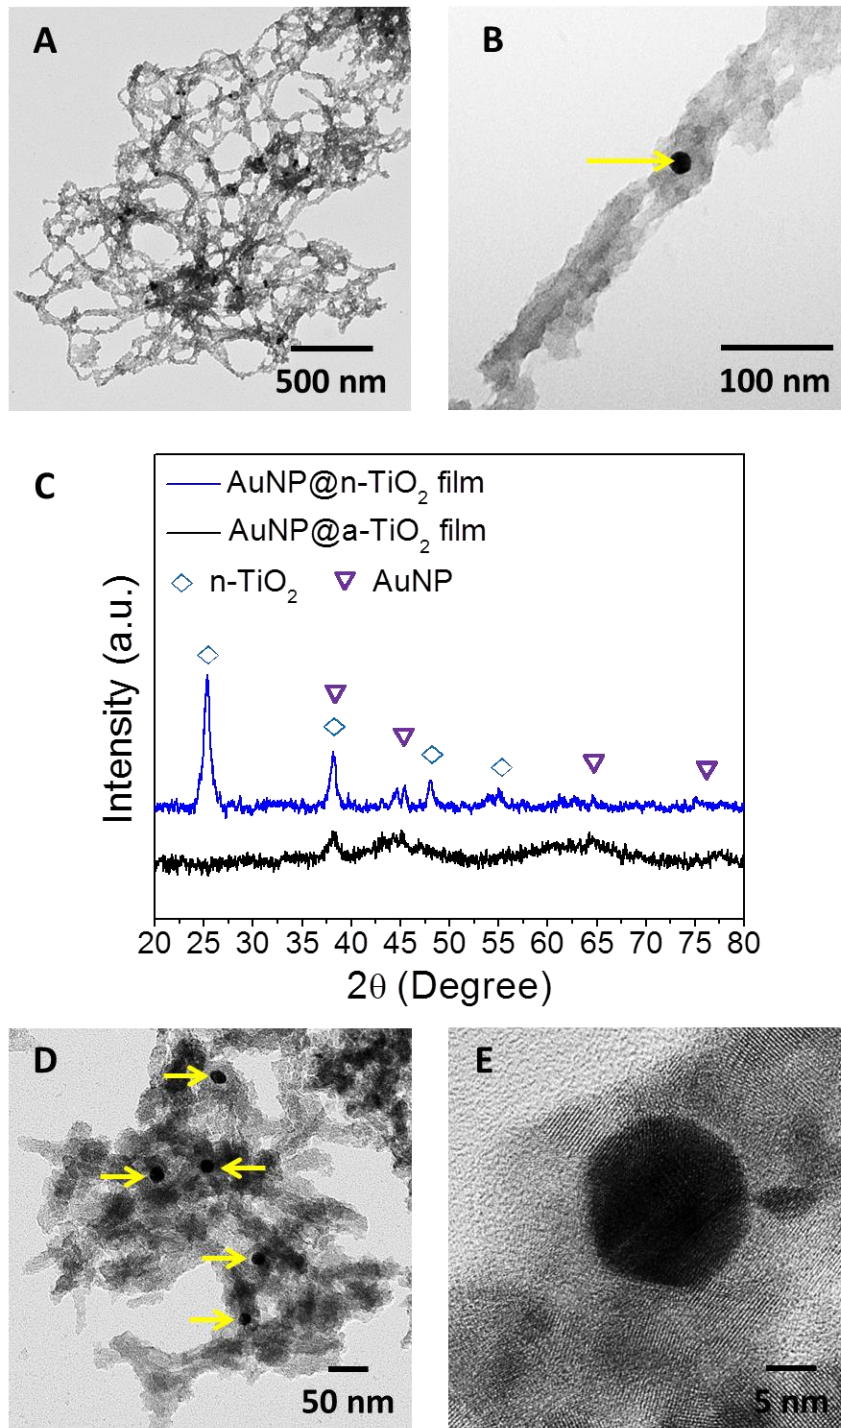 A
500 nm
B
100 nm
C
AuNP@n-TiO₂ film
AuNP@a-TiO₂ film
n-TiO₂ AuNP
Intensity (a.u.)
20 25 30 35 40 45 50 55 60 65 70 75 80
2θ (Degree)
D
50 nm
E
5 nm